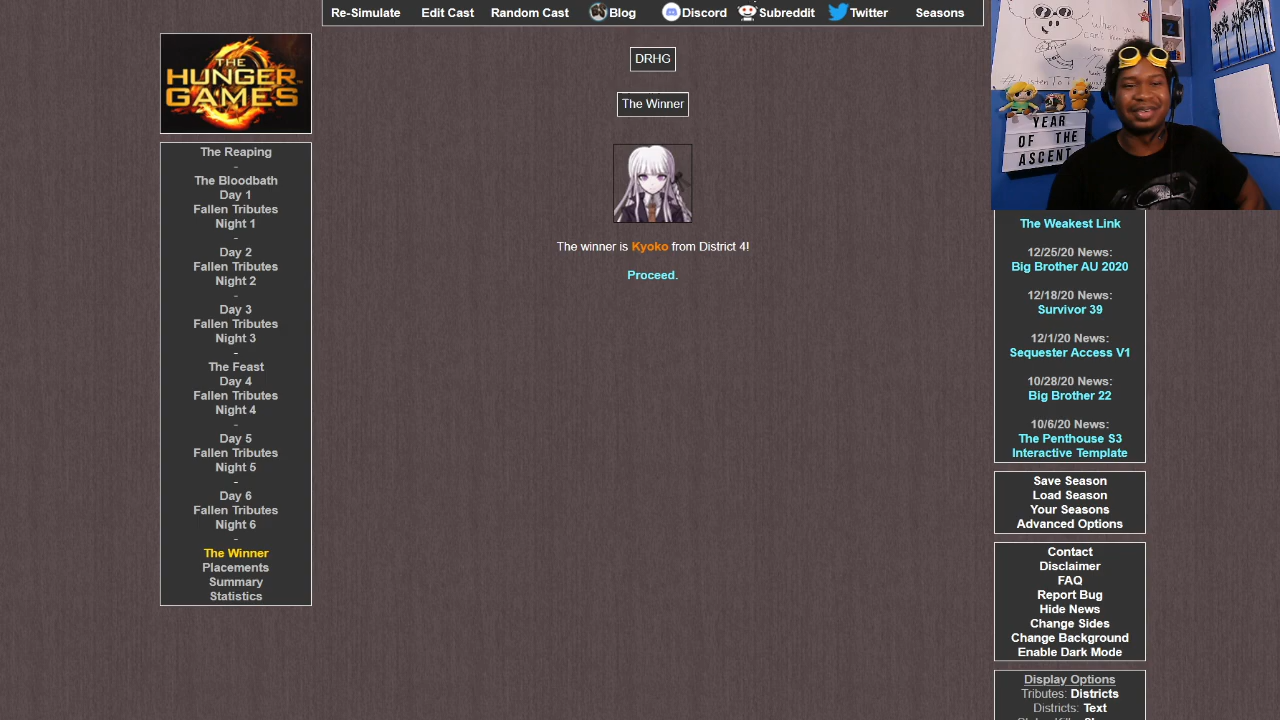 Re-Simulate
Edit Cast
Random Cast
Blog
Discord
Subreddit
Twitter
Seasons
THE
HUNGER
GAMES
DRHG
The Winner
The winner is Kyoko from District 4!
Proceed.
The Reaping
-
The Bloodbath
Day 1
Fallen Tributes
Night 1
-
Day 2
Fallen Tributes
Night 2
-
Day 3
Fallen Tributes
Night 3
-
The Feast
Day 4
Fallen Tributes
Night 4
-
Day 5
Fallen Tributes
Night 5
-
Day 6
Fallen Tributes
Night 6
-
The Winner
Placements
Summary
Statistics
YEAR
OF THE
ASCENT
The Weakest Link
12/25/20 News:
Big Brother AU 2020
12/18/20 News:
Survivor 39
12/1/20 News:
Sequester Access V1
10/28/20 News:
Big Brother 22
10/6/20 News:
The Penthouse S3
Interactive Template
Save Season
Load Season
Your Seasons
Advanced Options
Contact
Disclaimer
FAQ
Report Bug
Hide News
Change Sides
Change Background
Enable Dark Mode
Display Options
Tributes: Districts
Districts: Text